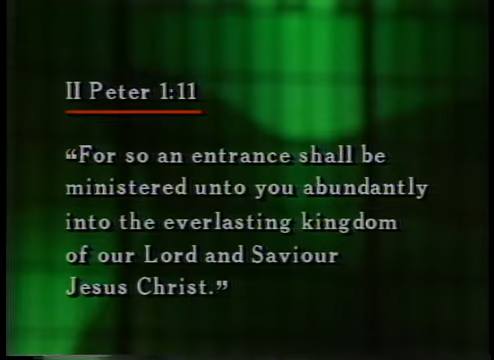 II Peter 1:11
“For so an entrance shall be
ministered unto you abundantly
into the everlasting kingdom
of our Lord and Saviour
Jesus Christ.”